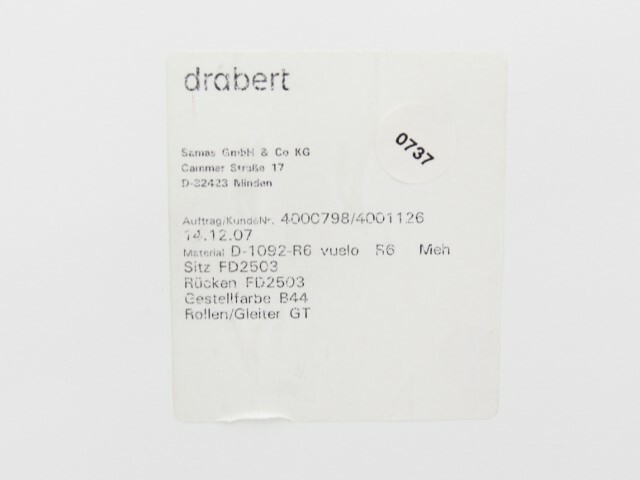 drabert
0737
Samas GmbH & Co KG
Cammer Straße 17
D-32423 Minden
Auftrag/KundeNr. 4000798/4001126
14.12.07
Material D-1092-R6 vuelo R6 Meh
Sitz FD2503
Rücken FD2503
Gestellfarbe B44
Rollen/Gleiter GT